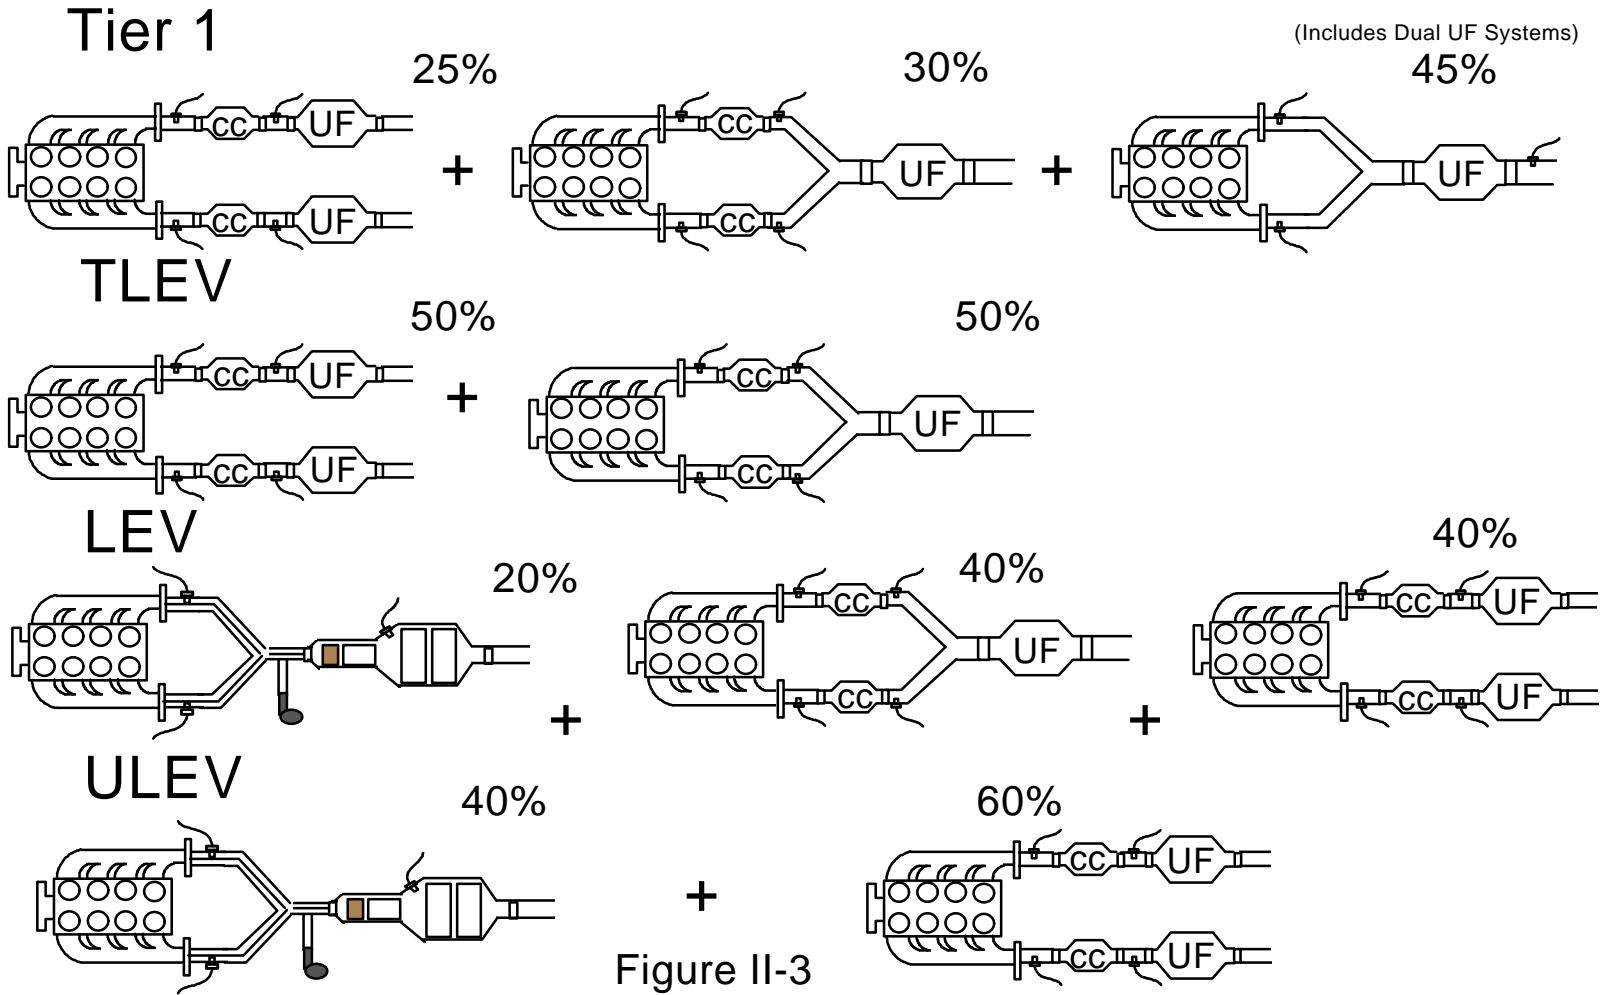 Tier 1
(Includes Dual UF Systems)
25%
30%
45%
CC UF
CC
UF
UF
CC UF
CC
+
+
TLEV
50%
50%
CC UF
CC
UF
CC UF
CC
+
LEV
20%
40%
40%
CC
UF
CC UF
CC
CC UF
+
+
ULEV
40%
60%
CC UF
CC UF
+
Figure II-3